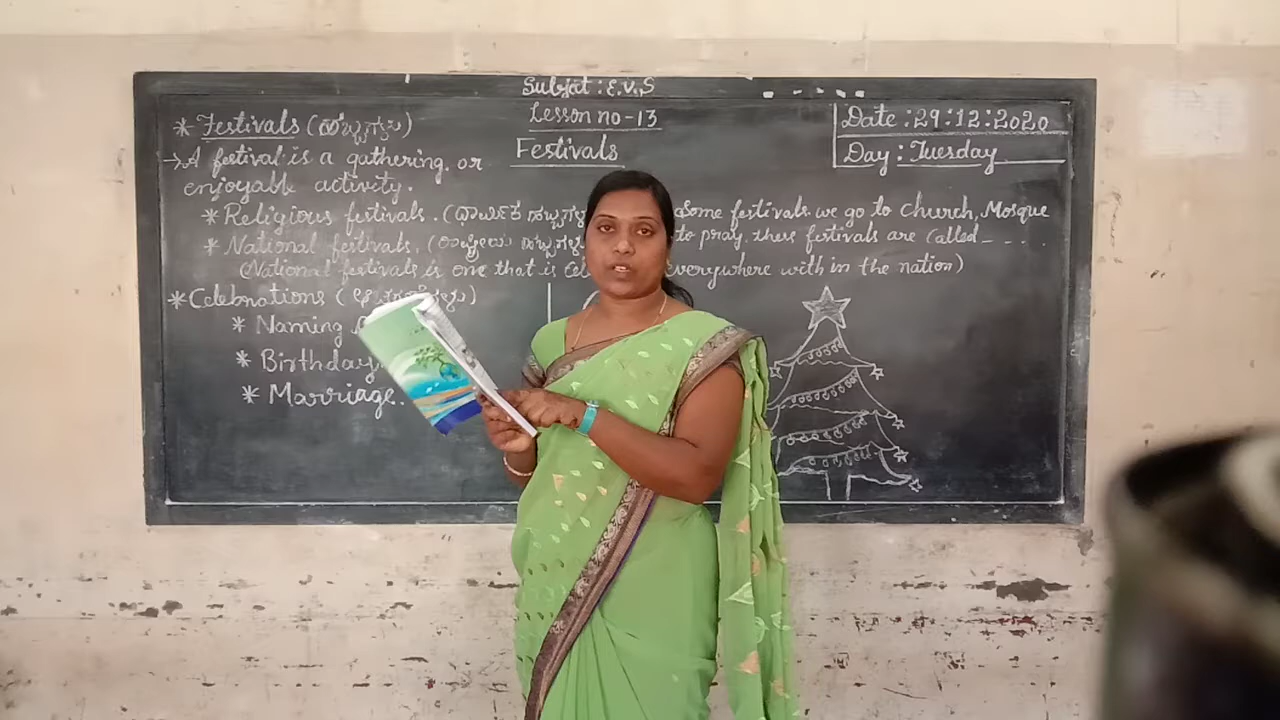 Subject : E.V.S
Lesson no - 13
Festivals
Date : 29:12:2020
Day : Tuesday
* Festivals (ಹಬ್ಬಗಳು)
→ A festival is a gathering or
enjoyable activity.
* Religious festivals. (ಧಾರ್ಮಿಕ Some festivals we go to church, Mosque
* National festivals. (ರಾಷ್ಟ್ರೀಯ to pray. these festivals are called - - - -
(National festivals is one that is everywhere with in the nation)
* Celebrations (
* Naming
* Birthday
* Marriage.